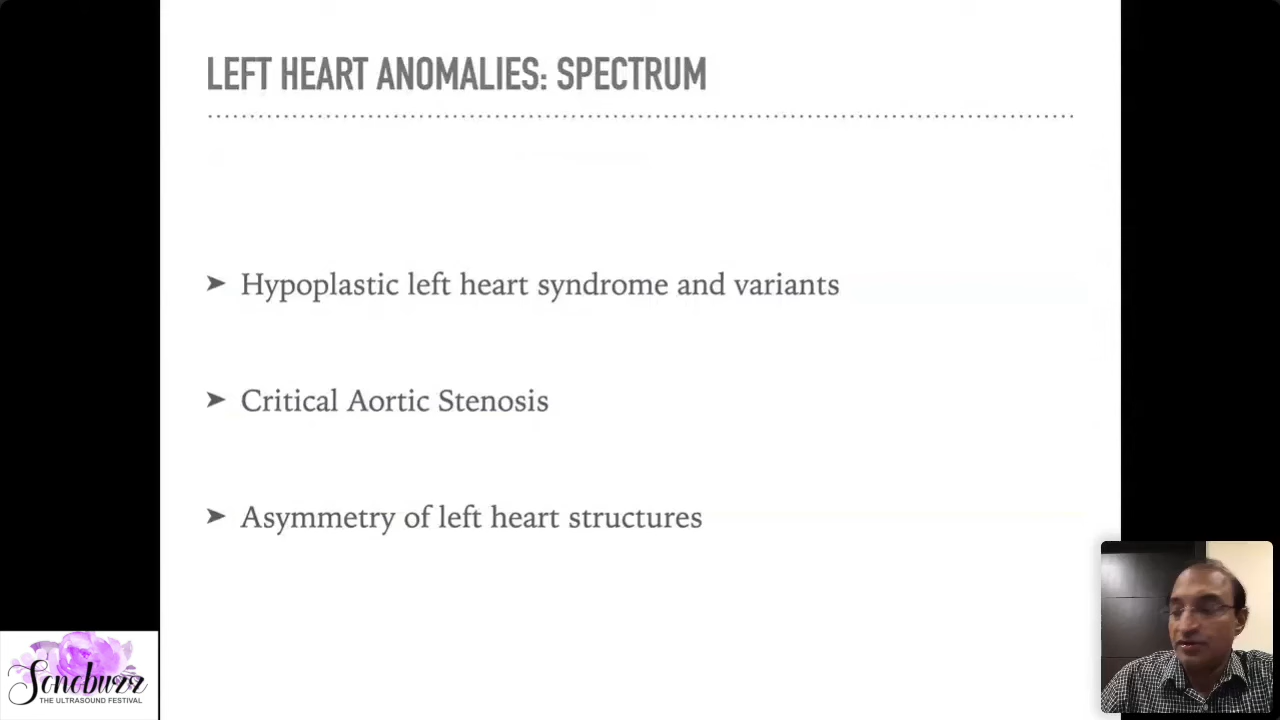 LEFT HEART ANOMALIES: SPECTRUM
➤ Hypoplastic left heart syndrome and variants
➤ Critical Aortic Stenosis
➤ Asymmetry of left heart structures
Sonobuzz
THE ULTRASOUND FESTIVAL